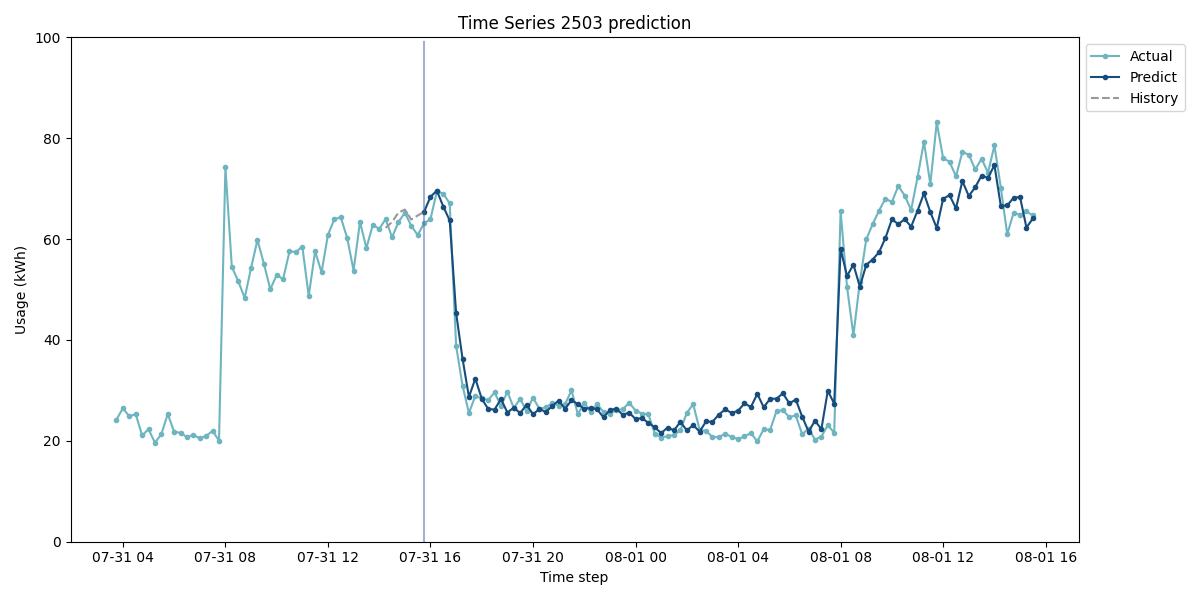 Time Series 2503 prediction
100
80
60
40
20
0
Usage (kWh)
07-31 04
07-31 08
07-31 12
07-31 16
07-31 20
08-01 00
08-01 04
08-01 08
08-01 12
08-01 16
Time step
Actual
Predict
History